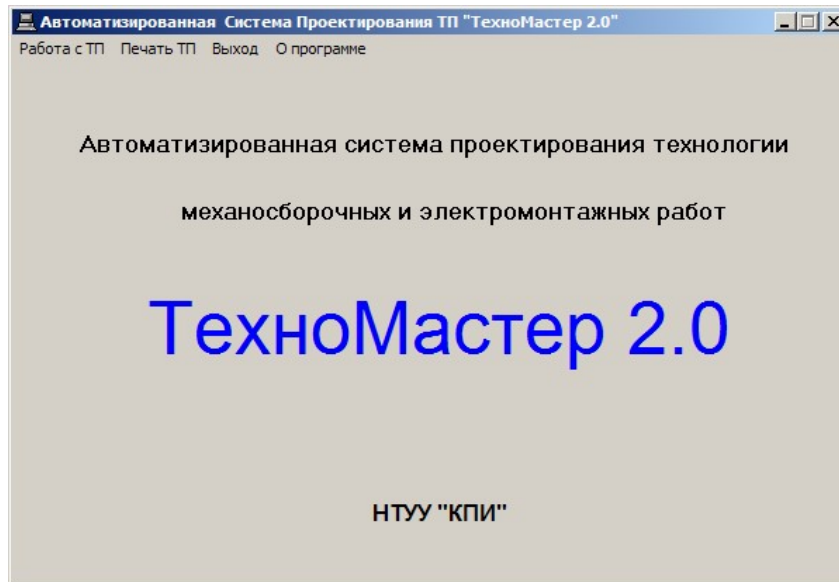 Автоматизированная Система Проектирования ТП "ТехноМастер 2.0"
Работа с ТП Печать ТП Выход О программе
Автоматизированная система проектирования технологии
механосборочных и электромонтажных работ
ТехноМастер 2.0
НТУУ "КПИ"